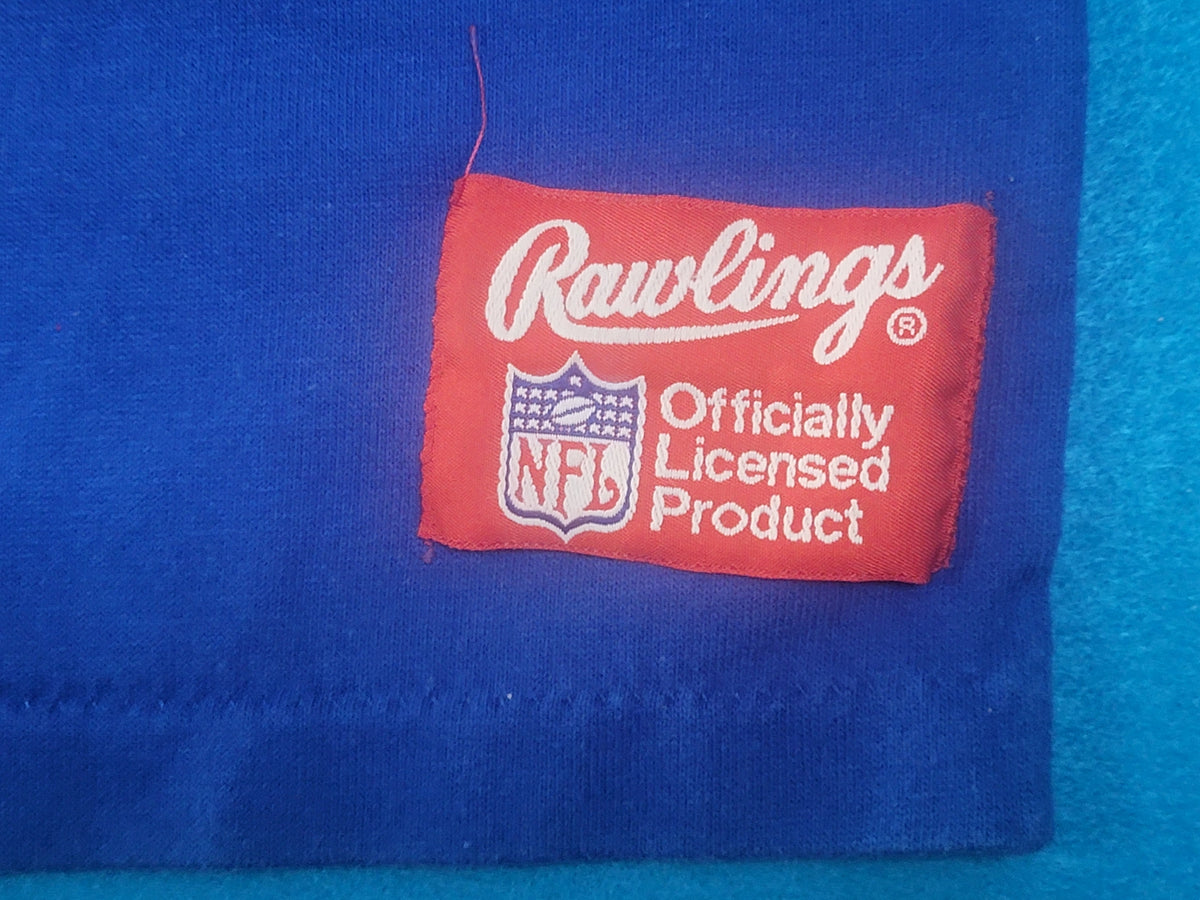 Rawlings ®
NFL
Officially
Licensed
Product